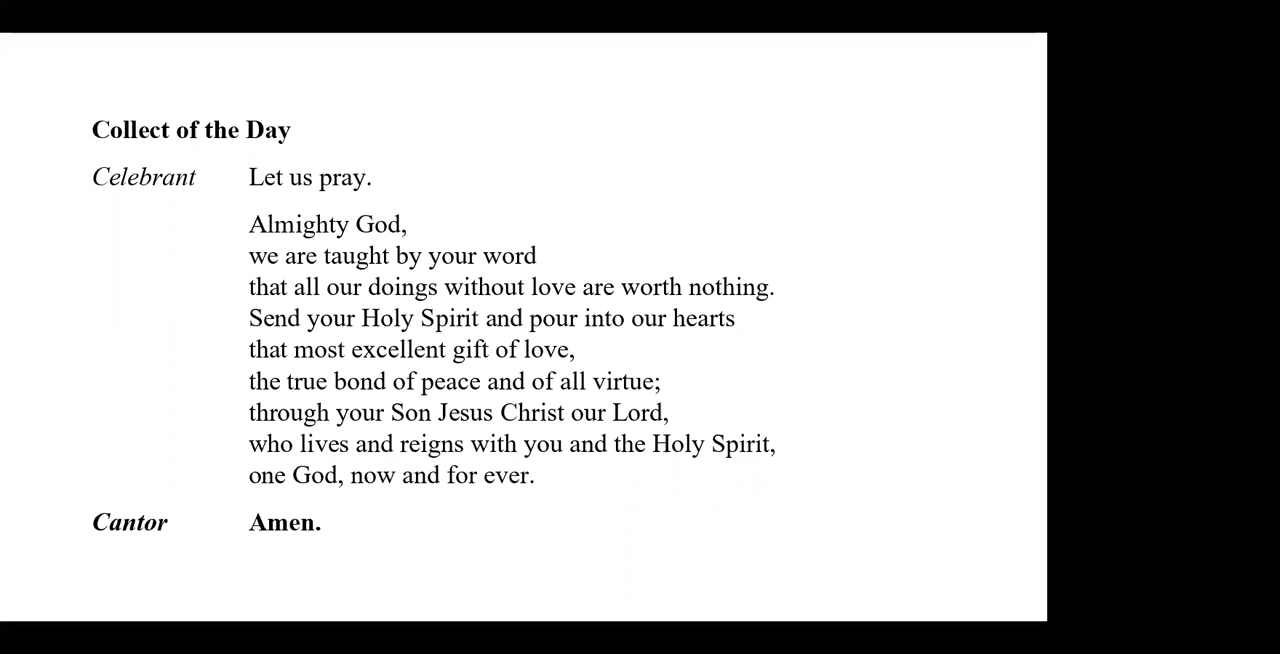 Collect of the Day
Celebrant Let us pray.
Almighty God,
we are taught by your word
that all our doings without love are worth nothing.
Send your Holy Spirit and pour into our hearts
that most excellent gift of love,
the true bond of peace and of all virtue;
through your Son Jesus Christ our Lord,
who lives and reigns with you and the Holy Spirit,
one God, now and for ever.
Cantor Amen.